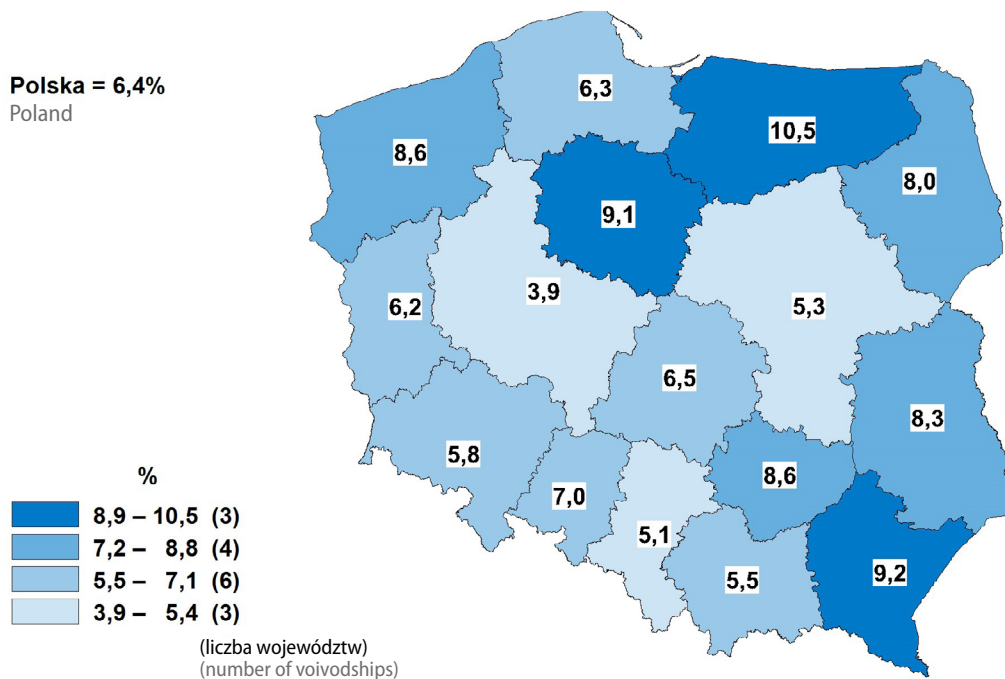 Polska = 6,4%
Poland
6,3
10,5
8,6
8,0
9,1
3,9
5,3
6,2
6,5
8,3
5,8
8,6
7,0
5,1
5,5
9,2
%
8,9 – 10,5 (3)
7,2 – 8,8 (4)
5,5 – 7,1 (6)
3,9 – 5,4 (3)
(liczba województw)
(number of voivodships)